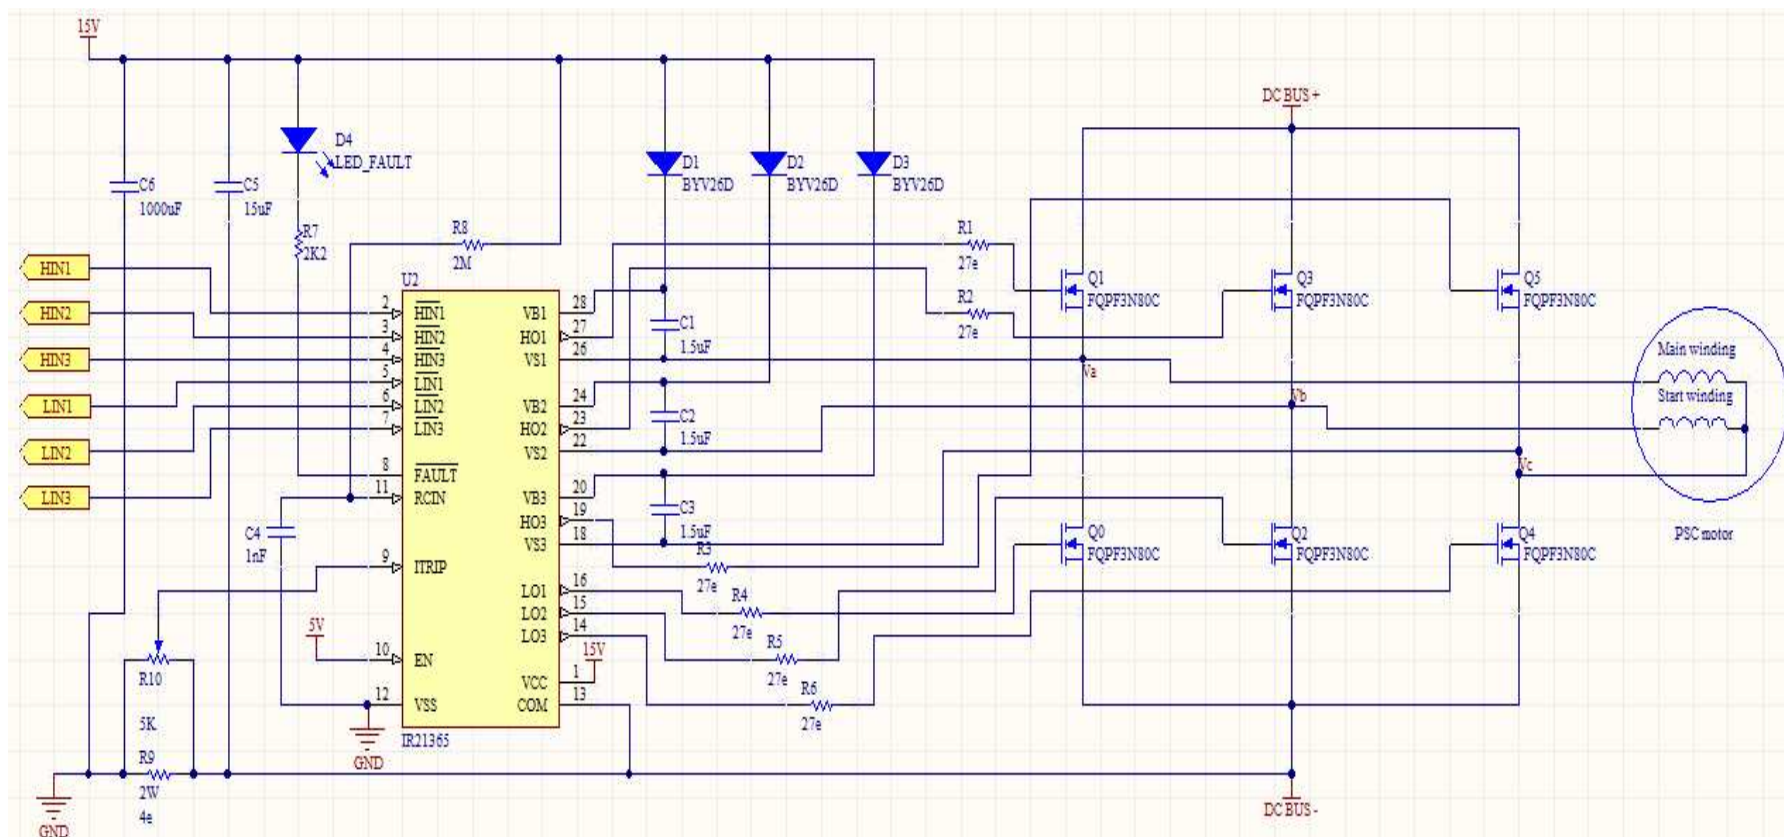 15V
DC BUS +
D4
LED_FAULT
D1
BYV26D
D2
BYV26D
D3
BYV26D
C6
1000uF
C5
15uF
R7
2K2
R8
2M
R1
27e
HIN1
HIN2
HIN3
LIN1
LIN2
LIN3
U2
2
HIN1
3
HIN2
4
HIN3
5
LIN1
6
LIN2
7
LIN3
8
FAULT
11
RCIN
9
ITRIP
10
EN
12
VSS
VB1
28
HO1
27
VS1
26
VB2
24
HO2
23
VS2
22
VB3
20
HO3
19
VS3
18
LO1
16
LO2
15
LO3
14
VCC
1
COM
13
IR21365
15V
5V
C1
1.5uF
C2
1.5uF
C3
1.5uF
C4
1nF
R2
27e
R3
27e
R4
27e
R5
27e
R6
27e
Q1
FQPF3N80C
Q3
FQPF3N80C
Q5
FQPF3N80C
Va
Vb
Vc
Q0
FQPF3N80C
Q2
FQPF3N80C
Q4
FQPF3N80C
Main winding
Start winding
PSC motor
R10
5K
R9
2W
4e
GND
GND
DC BUS -